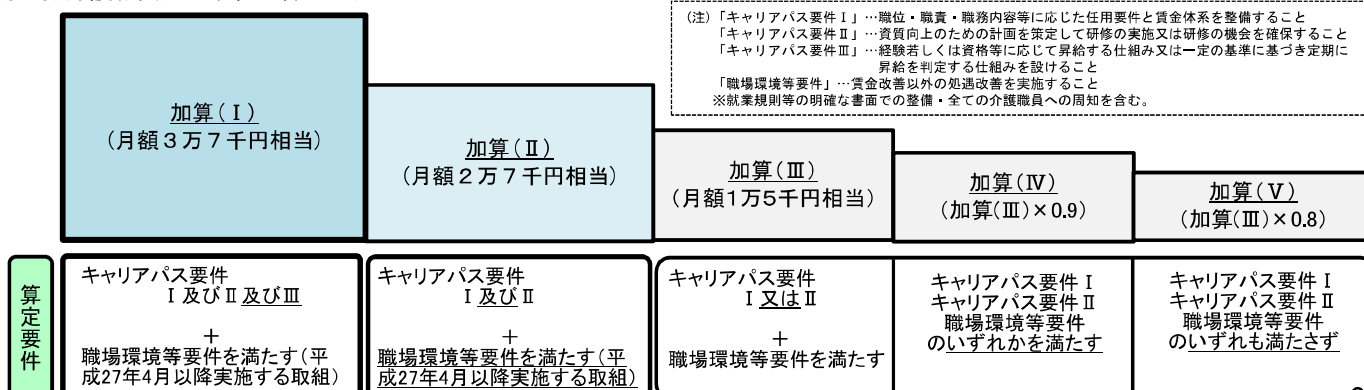 (注)「キャリアパス要件Ⅰ」…職位・職責・職務内容等に応じた任用要件と賃金体系を整備すること
「キャリアパス要件Ⅱ」…資質向上のための計画を策定して研修の実施又は研修の機会を確保すること
「キャリアパス要件Ⅲ」…経験若しくは資格等に応じて昇給する仕組み又は一定の基準に基づき定期に
昇給を判定する仕組みを設けること
「職場環境等要件」…賃金改善以外の処遇改善を実施すること
※就業規則等の明確な書面での整備・全ての介護職員への周知を含む。
加算(Ⅰ)
(月額3万7千円相当)
加算(Ⅱ)
(月額2万7千円相当)
加算(Ⅲ)
(月額1万5千円相当)
加算(Ⅳ)
(加算(Ⅲ)×0.9)
加算(Ⅴ)
(加算(Ⅲ)×0.8)
算定要件
キャリアパス要件
Ⅰ及びⅡ及びⅢ
+
職場環境等要件を満たす(平
成27年4月以降実施する取組)
キャリアパス要件
Ⅰ及びⅡ
+
職場環境等要件を満たす(平
成27年4月以降実施する取組)
キャリアパス要件
Ⅰ又はⅡ
+
職場環境等要件を満たす
キャリアパス要件Ⅰ
キャリアパス要件Ⅱ
職場環境等要件
のいずれかを満たす
キャリアパス要件Ⅰ
キャリアパス要件Ⅱ
職場環境等要件
のいずれも満たさず